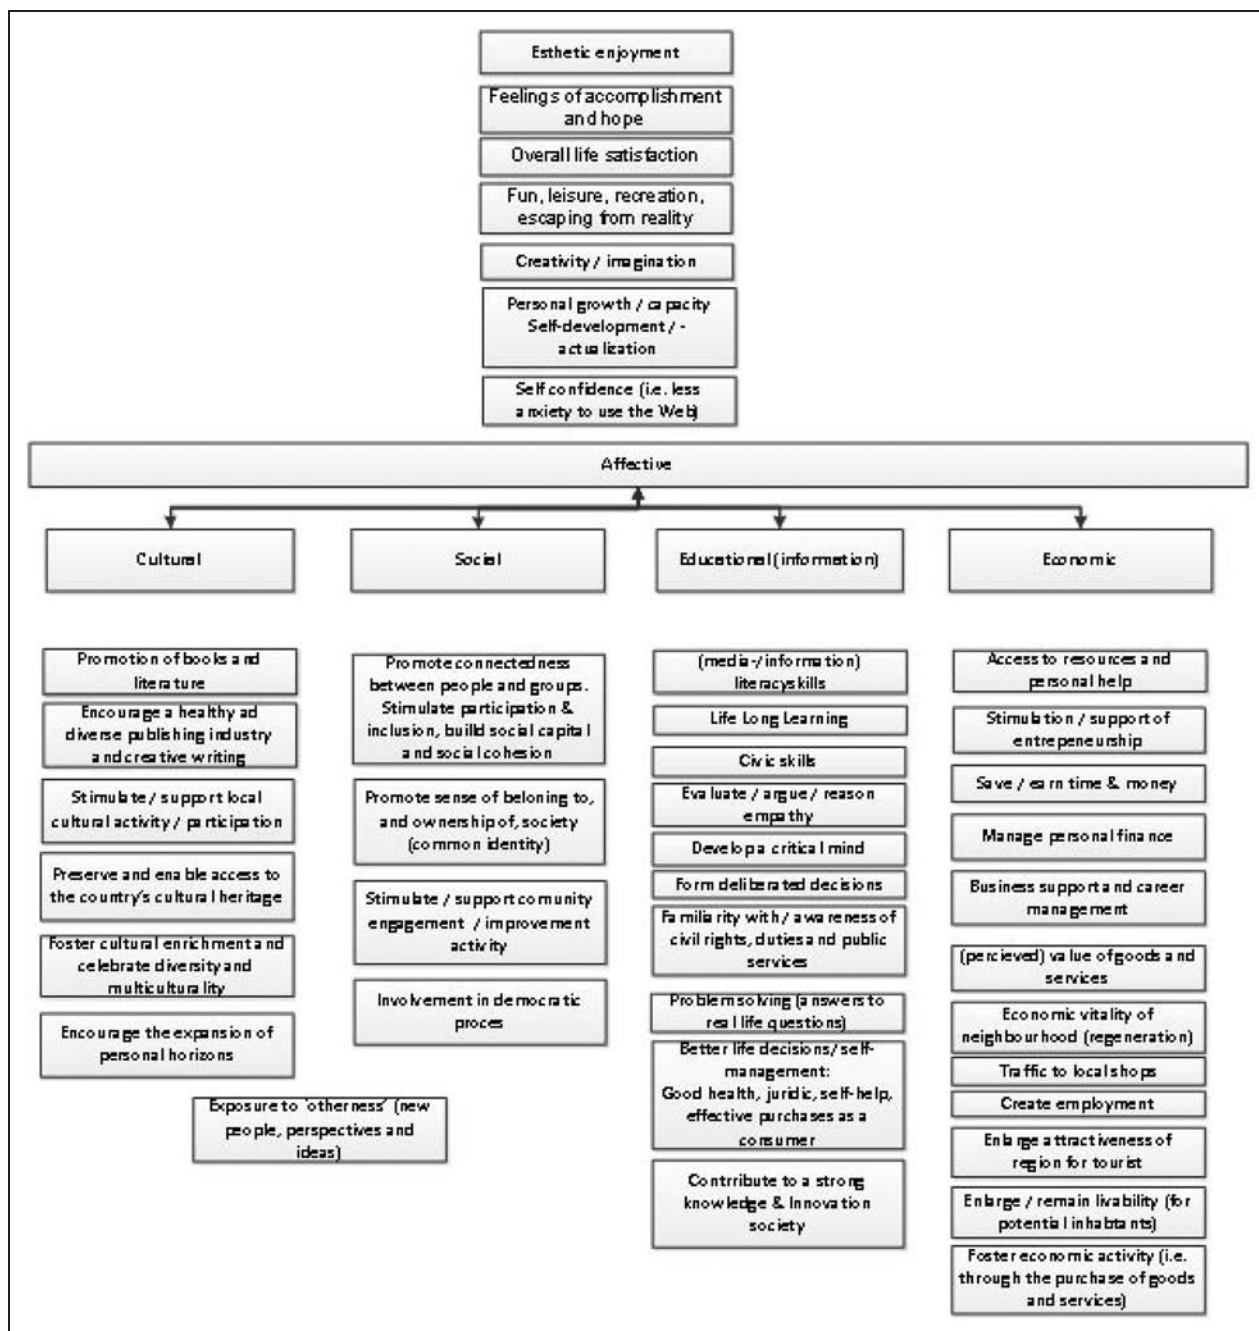 Esthetic enjoyment
Feelings of accomplishment
and hope
Overall life satisfaction
Fun, leisure, recreation,
escaping from reality
Creativity / imagination
Personal growth / capacity
Self-development / -
actualization
Self confidence (i.e. less
anxiety to use the Web)
Affective
Cultural
Social
Educational (information)
Economic
Promotion of books and
literature
Encourage a healthy ad
diverse publishing industry
and creative writing
Stimulate / support local
cultural activity / participation
Preserve and enable access to
the country's cultural heritage
Foster cultural enrichment and
celebrate diversity and
multiculturality
Encourage the expansion of
personal horizons
Exposure to 'otherness' (new
people, perspectives and
ideas)
Promote connectedness
between people and groups.
Stimulate participation &
inclusion, builld social capital
and social cohesion
Promote sense of beloning to,
and ownership of, society
(common identity)
Stimulate / support comunity
engagement / improvement
activity
Involvement in democratic
proces
(media-/information)
literacyskills
Life Long Learning
Civic skills
Evaluate / argue / reason
empathy
Develop a critical mind
Form deliberated decisions
Familiarity with / awareness of
civil rights, duties and public
services
Problem solving (answers to
real life questions)
Better life decisions/ self-
management:
Good health, juridic, self-help,
effective purchases as a
consumer
Contrribute to a strong
knowledge & Innovation
society
Access to resources and
personal help
Stimulation / support of
entrepeneurship
Save / earn time & money
Manage personal finance
Business support and career
management
(percieved) value of goods and
services
Economic vitality of
neighbourhood (regeneration)
Traffic to local shops
Create employment
Enlarge attractiveness of
region for tourist
Enlarge / remain livability (for
potential inhabtants)
Foster economic activity (i.e.
through the purchase of goods
and services)